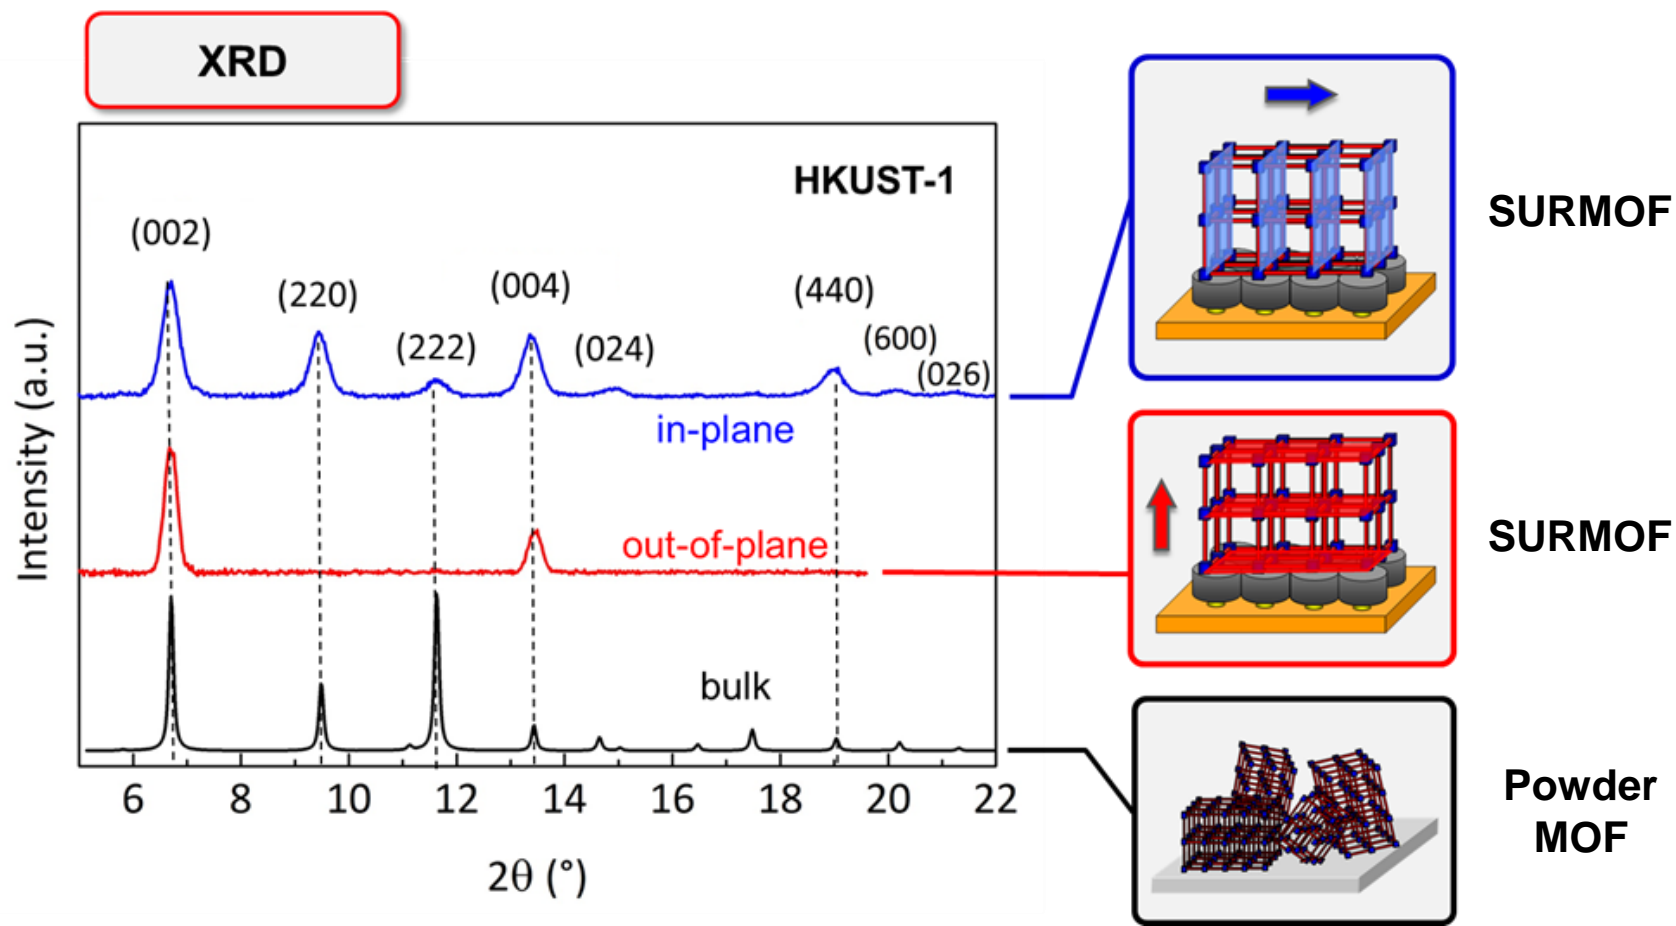 XRD
HKUST-1
(002)
(220)
(222)
(004)
(024)
(440)
(600)
(026)
in-plane
out-of-plane
bulk
Intensity (a.u.)
6 8 10 12 14 16 18 20 22
2θ (°)
SURMOF
SURMOF
Powder
MOF